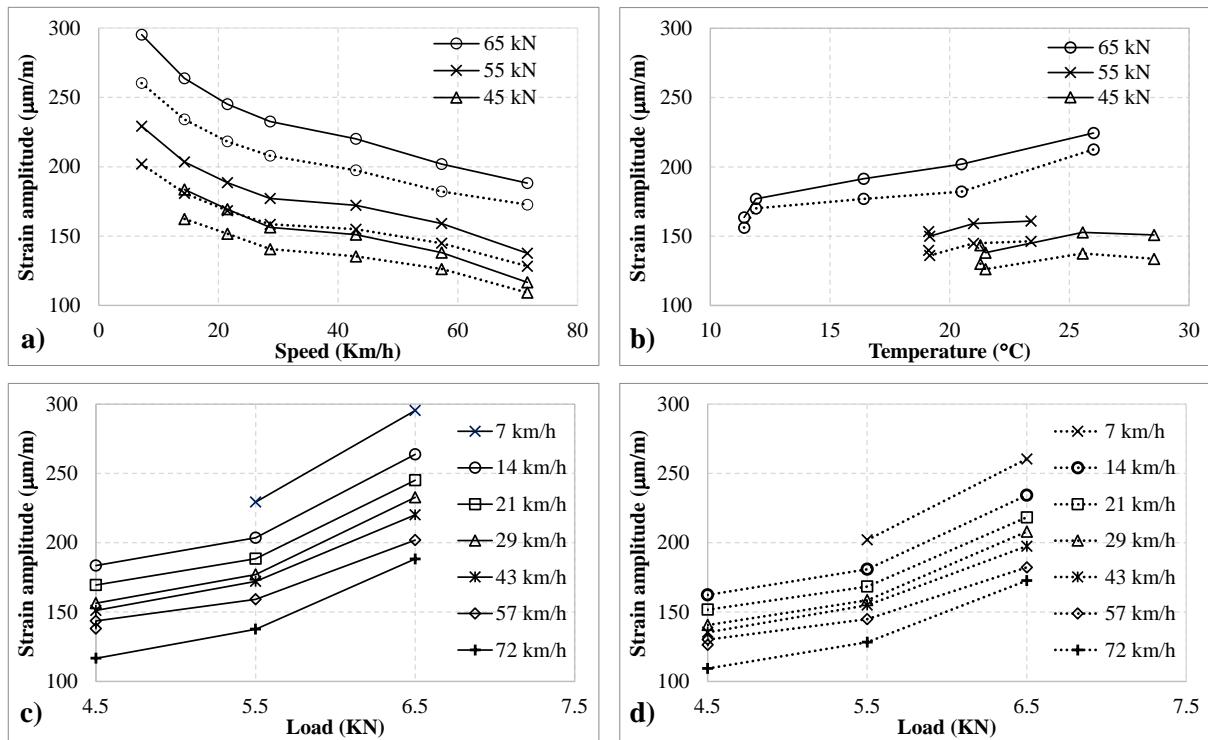 300
250
200
150
100
Strain amplitude (μm/m)
65 kN
55 kN
45 kN
0
20
40
60
80
Speed (Km/h)
a)
300
250
200
150
100
Strain amplitude (μm/m)
65 kN
55 kN
45 kN
10
15
20
25
30
Temperature (°C)
b)
300
250
200
150
100
Strain amplitude (μm/m)
7 km/h
14 km/h
21 km/h
29 km/h
43 km/h
57 km/h
72 km/h
4.5
5.5
6.5
7.5
Load (KN)
c)
300
250
200
150
100
Strain amplitude (μm/m)
7 km/h
14 km/h
21 km/h
29 km/h
43 km/h
57 km/h
72 km/h
4.5
5.5
6.5
7.5
Load (KN)
d)